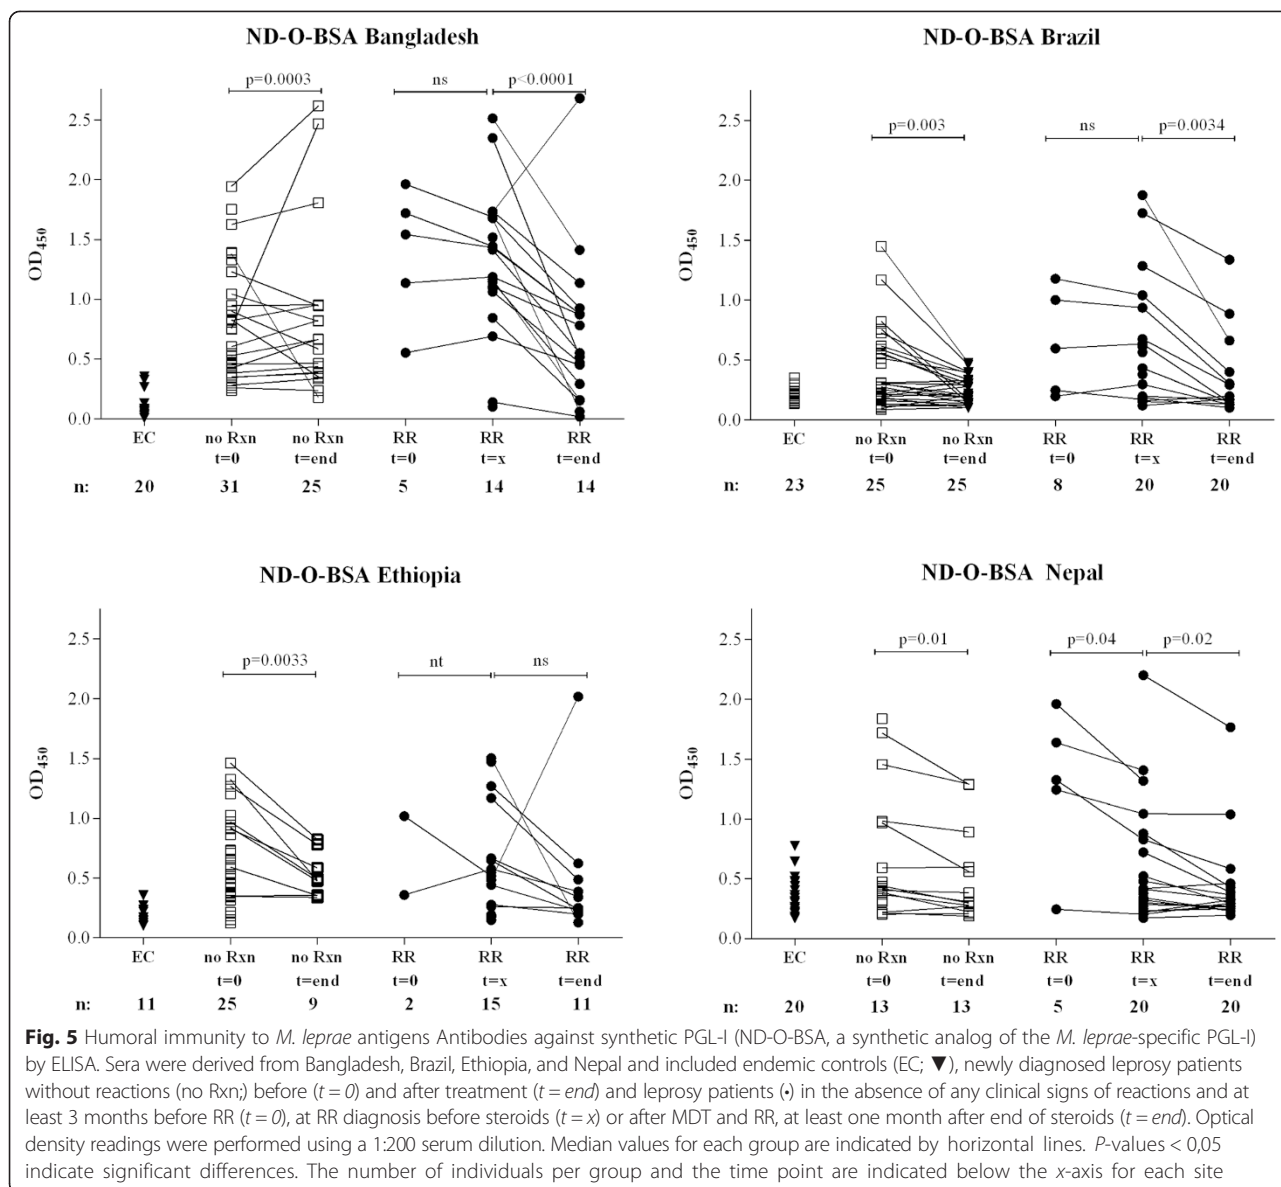 ND-O-BSA Bangladesh
p=0.0003
ns
p<0.0001
2.5
2.0
1.5
1.0
0.5
0.0
OD450
EC
no Rxn
no Rxn
RR
RR
RR
t=0
t=end
t=0
t=x
t=end
n: 20 31 25 5 14 14
ND-O-BSA Brazil
p=0.003
ns
p=0.0034
2.5
2.0
1.5
1.0
0.5
0.0
OD450
EC
no Rxn
no Rxn
RR
RR
RR
t=0
t=end
t=0
t=x
t=end
n: 23 25 25 8 20 20
ND-O-BSA Ethiopia
p=0.0033
nt
ns
2.5
2.0
1.5
1.0
0.5
0.0
OD450
EC
no Rxn
no Rxn
RR
RR
RR
t=0
t=end
t=0
t=x
t=end
n: 11 25 9 2 15 11
ND-O-BSA Nepal
p=0.01
p=0.04
p=0.02
2.5
2.0
1.5
1.0
0.5
0.0
OD450
EC
no Rxn
no Rxn
RR
RR
RR
t=0
t=end
t=0
t=x
t=end
n: 20 13 13 5 20 20
Fig. 5 Humoral immunity to M. leprae antigens Antibodies against synthetic PGL-I (ND-O-BSA, a synthetic analog of the M. leprae-specific PGL-I)
by ELISA. Sera were derived from Bangladesh, Brazil, Ethiopia, and Nepal and included endemic controls (EC; ▼), newly diagnosed leprosy patients
without reactions (no Rxn;) before (t = 0) and after treatment (t = end) and leprosy patients (•) in the absence of any clinical signs of reactions and at
least 3 months before RR (t = 0), at RR diagnosis before steroids (t = x) or after MDT and RR, at least one month after end of steroids (t = end). Optical
density readings were performed using a 1:200 serum dilution. Median values for each group are indicated by horizontal lines. P-values < 0,05
indicate significant differences. The number of individuals per group and the time point are indicated below the x-axis for each site